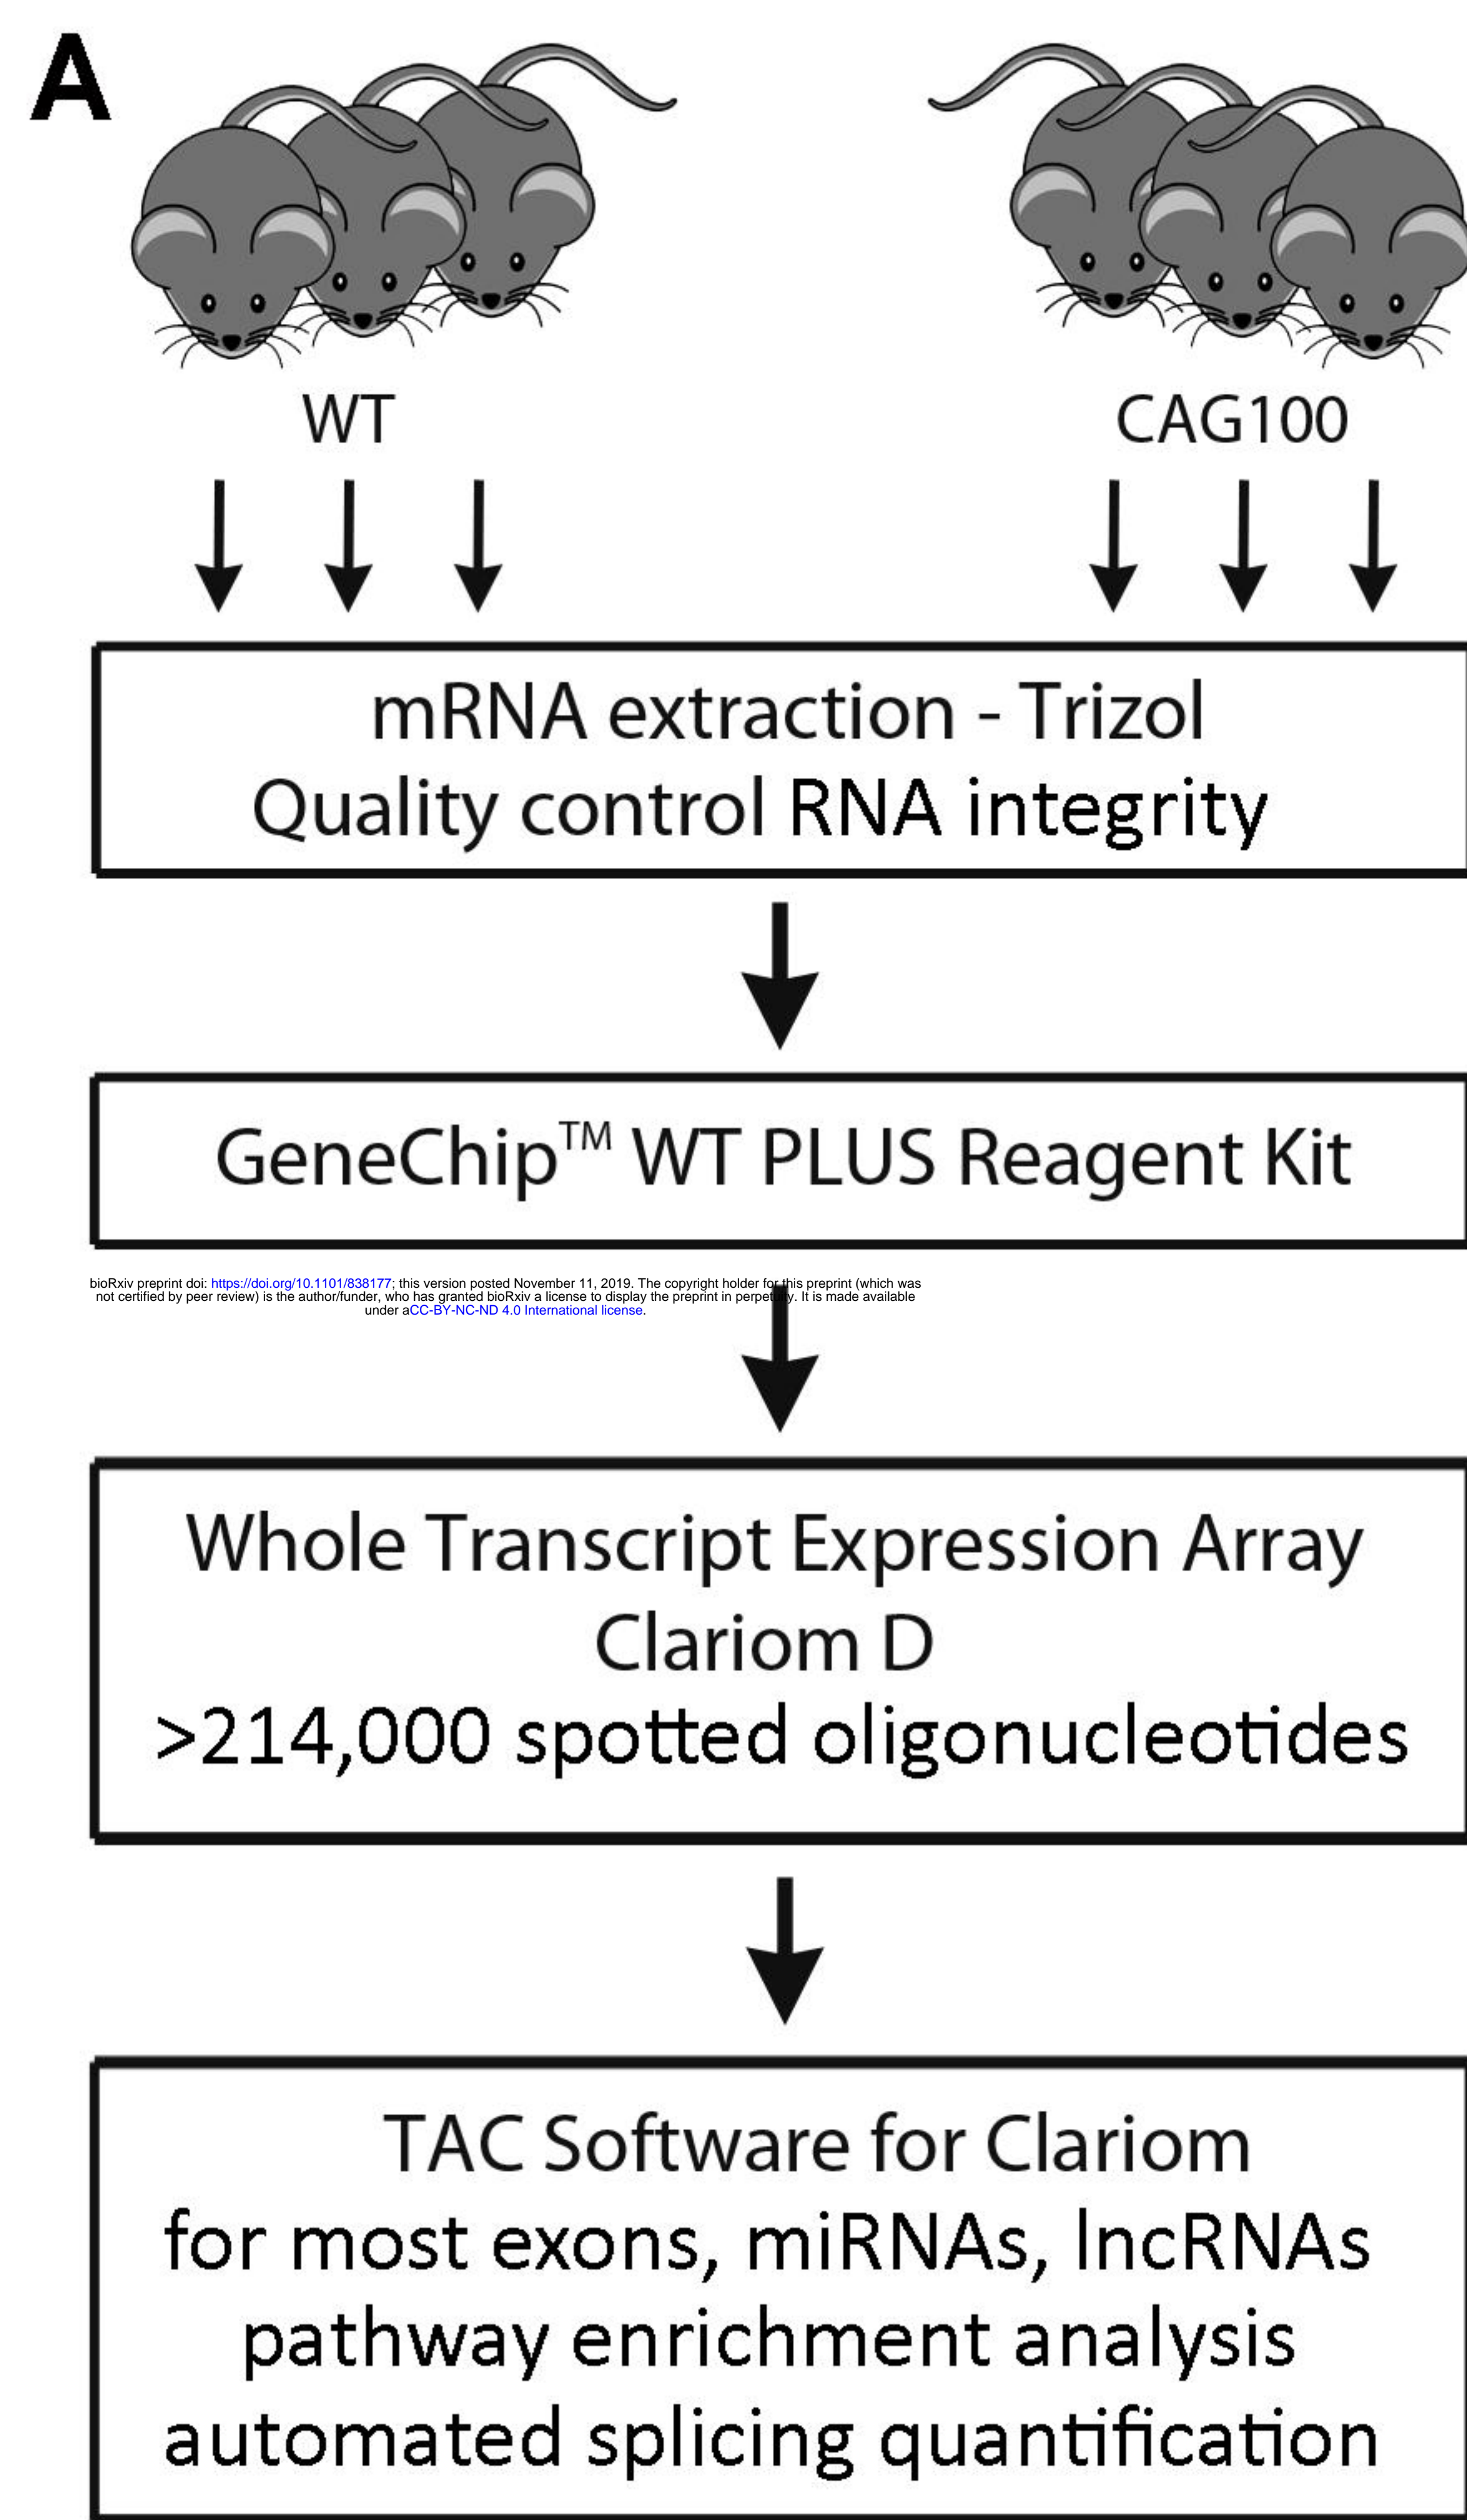 A
WT
CAG100
mRNA extraction - Trizol
Quality control RNA integrity
GeneChip™ WT PLUS Reagent Kit
bioRxiv preprint doi: https://doi.org/10.1101/838177; this version posted November 11, 2019. The copyright holder for this preprint (which was
not certified by peer review) is the author/funder, who has granted bioRxiv a license to display the preprint in perpetuity. It is made available
under aCC-BY-NC-ND 4.0 International license.
Whole Transcript Expression Array
Clariom D
>214,000 spotted oligonucleotides
TAC Software for Clariom
for most exons, miRNAs, lncRNAs
pathway enrichment analysis
automated splicing quantification